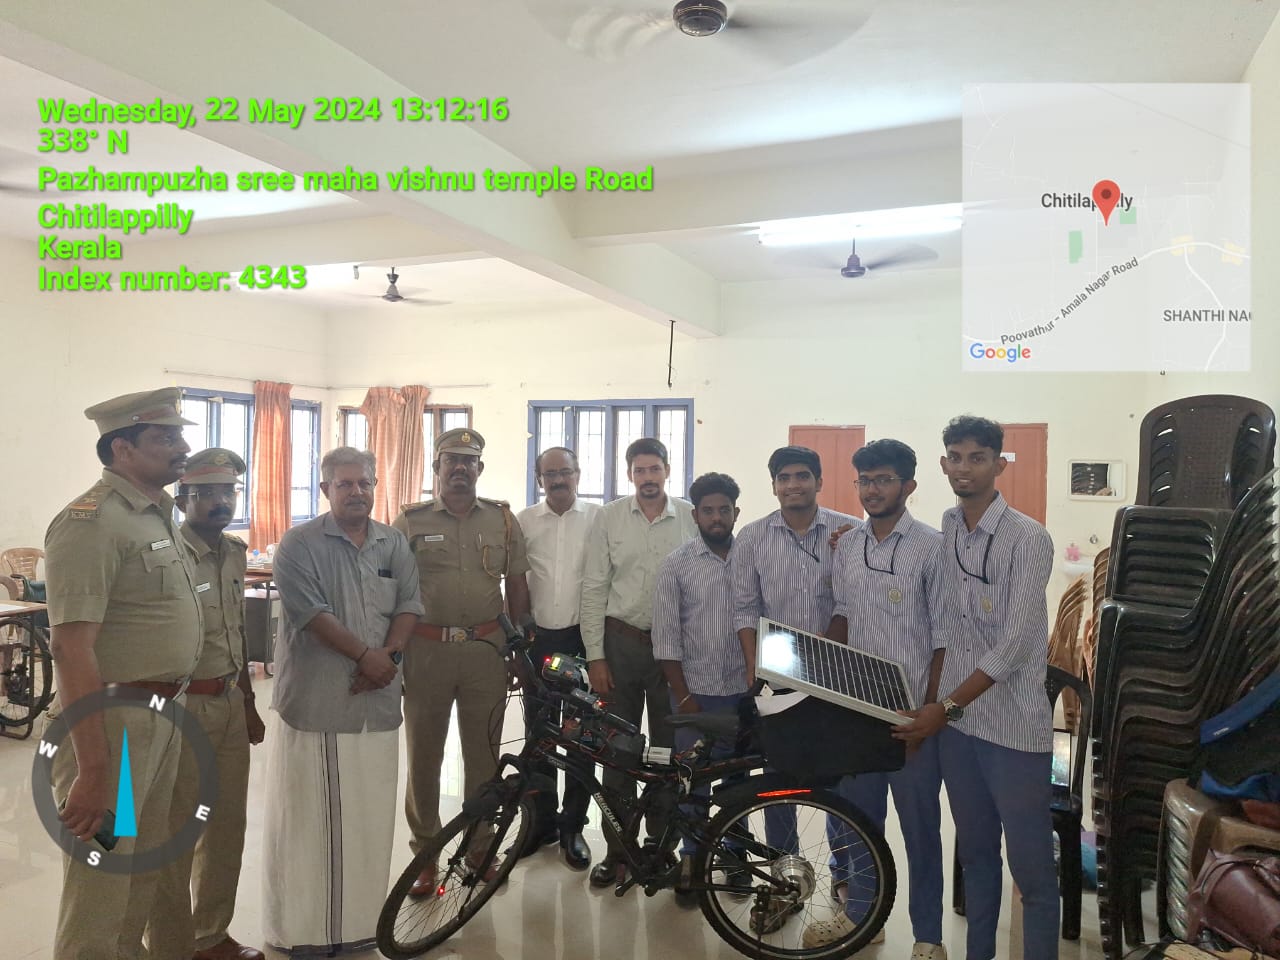 Wednesday, 22 May 2024 13:12:16
338° N
Pazhampuzha sree maha vishnu temple Road
Chitilappilly
Kerala
Index number: 4343
Chitilappilly
Poovathur - Amala Nagar Road
SHANTHI NA
Google
N
W
E
S
HERCULES